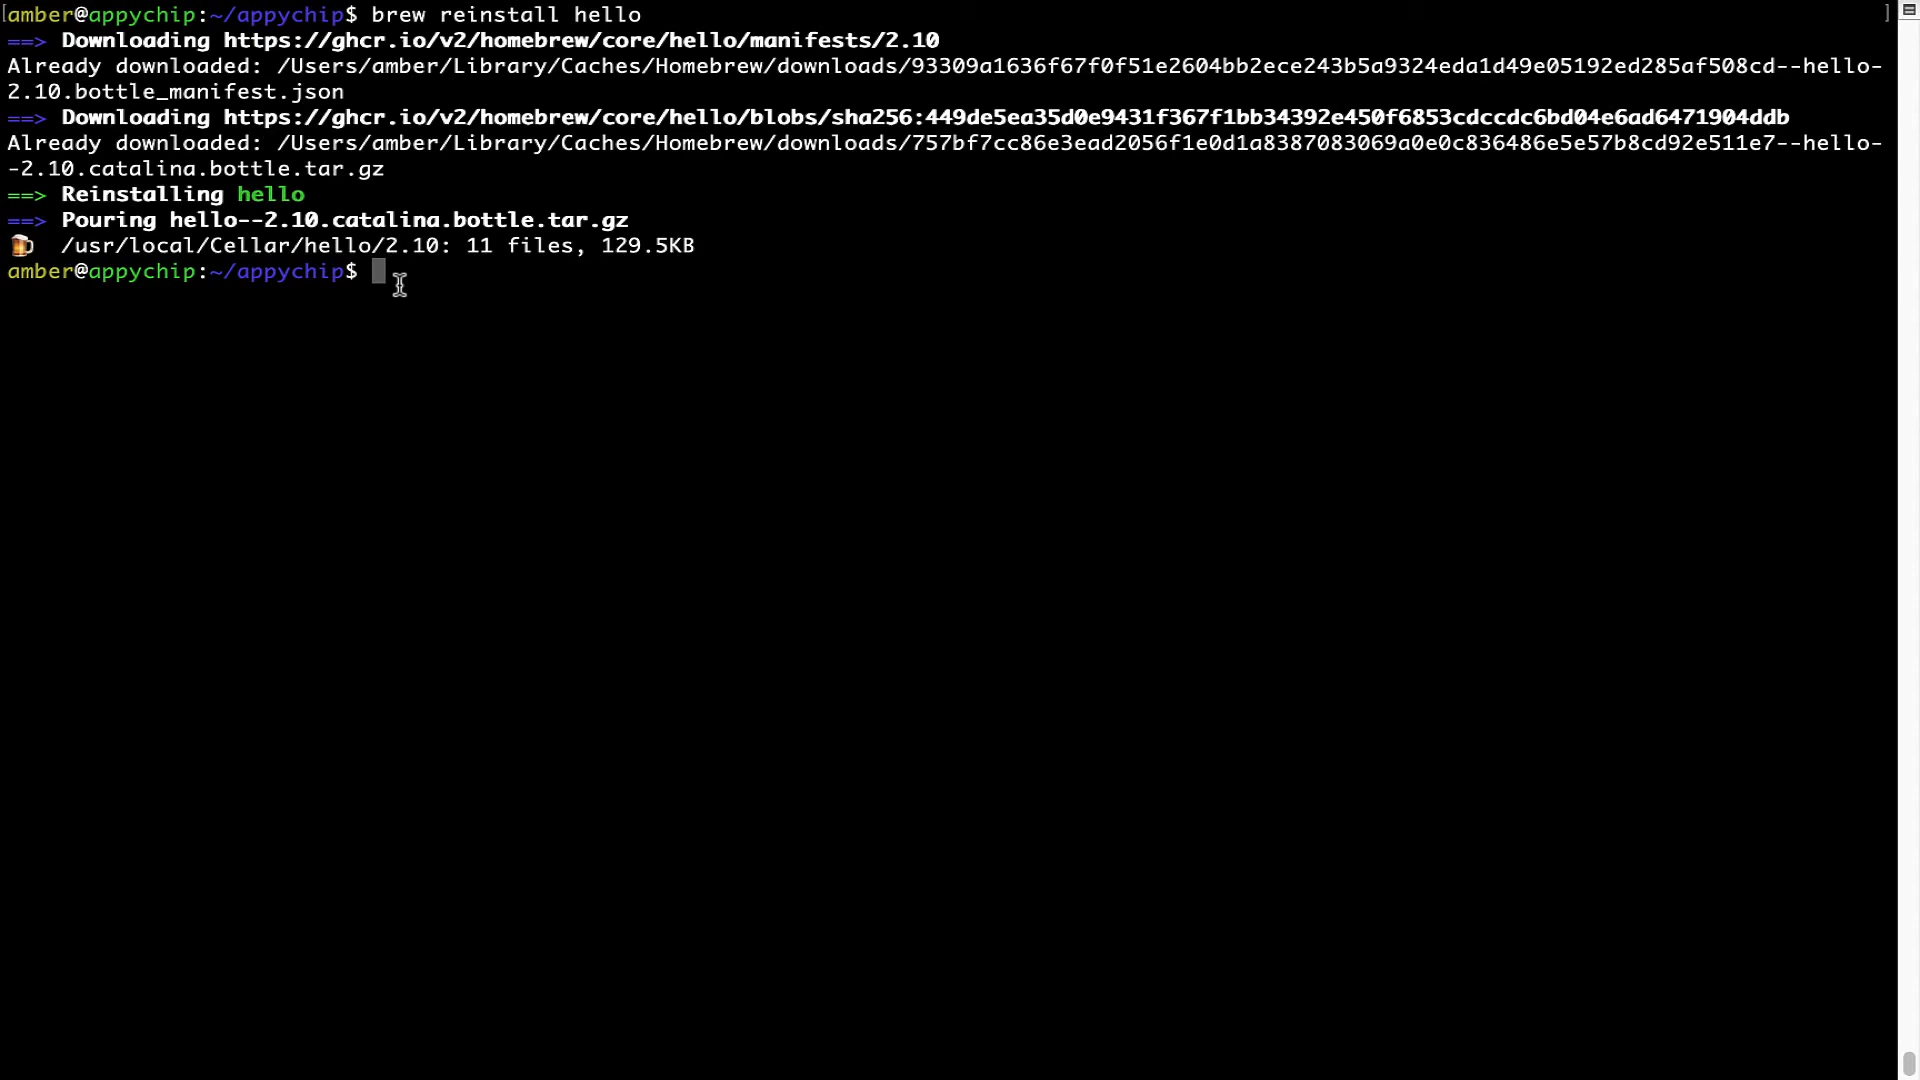 amber@appychip:~/appychip$ brew reinstall hello
==> Downloading https://ghcr.io/v2/homebrew/core/hello/manifests/2.10
Already downloaded: /Users/amber/Library/Caches/Homebrew/downloads/93309a1636f67f0f51e2604bb2ece243b5a9324eda1d49e05192ed285af508cd--hello-
2.10.bottle_manifest.json
==> Downloading https://ghcr.io/v2/homebrew/core/hello/blobs/sha256:449de5ea35d0e9431f367f1bb34392e450f6853cdccdc6bd04e6ad6471904ddb
Already downloaded: /Users/amber/Library/Caches/Homebrew/downloads/757bf7cc86e3ead2056f1e0d1a8387083069a0e0c836486e5e57b8cd92e511e7--hello-
-2.10.catalina.bottle.tar.gz
==> Reinstalling hello
==> Pouring hello--2.10.catalina.bottle.tar.gz
🍺  /usr/local/Cellar/hello/2.10: 11 files, 129.5KB
amber@appychip:~/appychip$